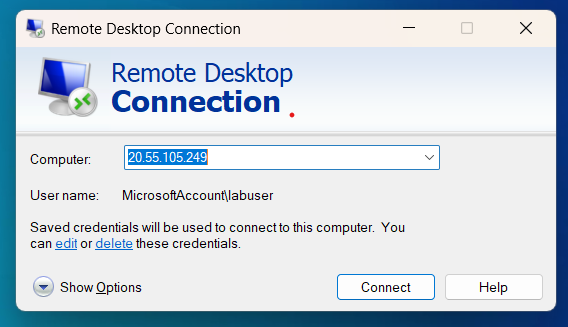 Remote Desktop Connection
Remote Desktop
Connection
Computer:
20.55.105.249
User name:
MicrosoftAccount\labuser
Saved credentials will be used to connect to this computer. You
can edit or delete these credentials.
Show Options
Connect
Help